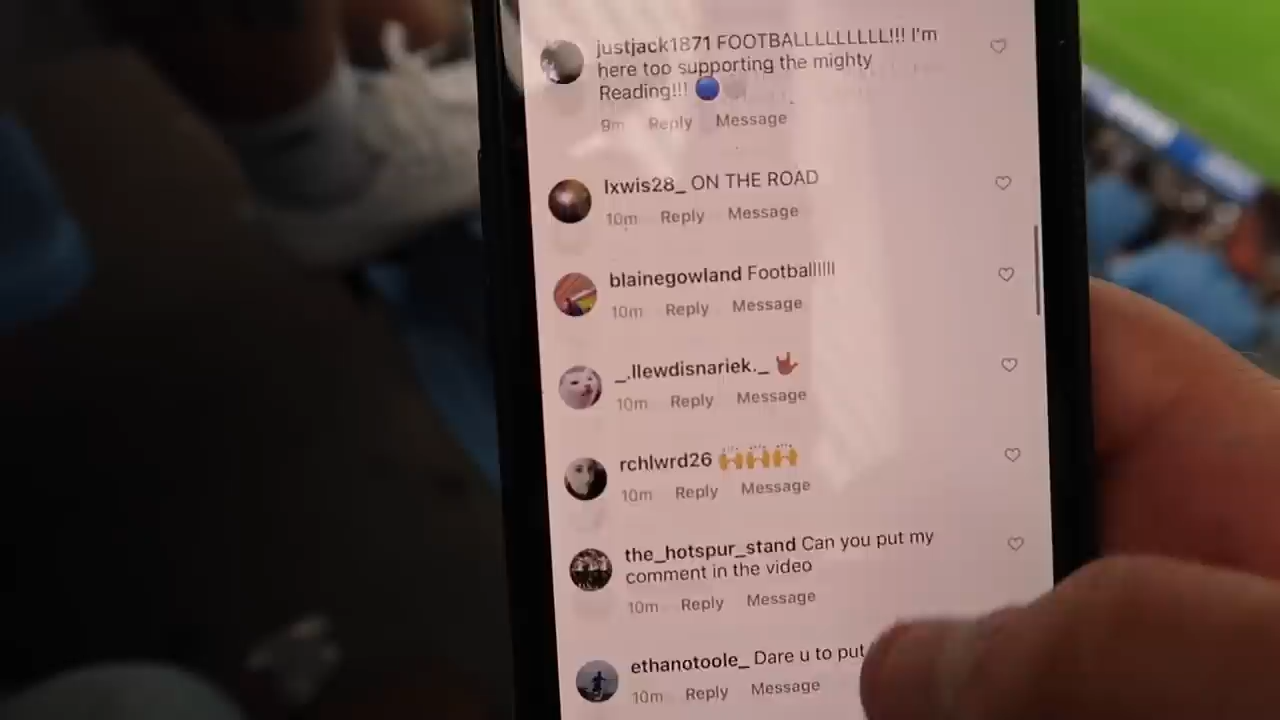 justjack1871 FOOTBALLLLLLLLL!!! I'm
here too supporting the mighty
Reading!!! 🔵⚪
9m Reply Message
lxwis28_ ON THE ROAD
10m Reply Message
blainegowland Footballlllll
10m Reply Message
_.llewdisnariek._ 🤟🏾
10m Reply Message
rchlwrd26 🙌🙌🙌
10m Reply Message
the_hotspur_stand Can you put my
comment in the video
10m Reply Message
ethanotoole_ Dare u to put
10m Reply Message